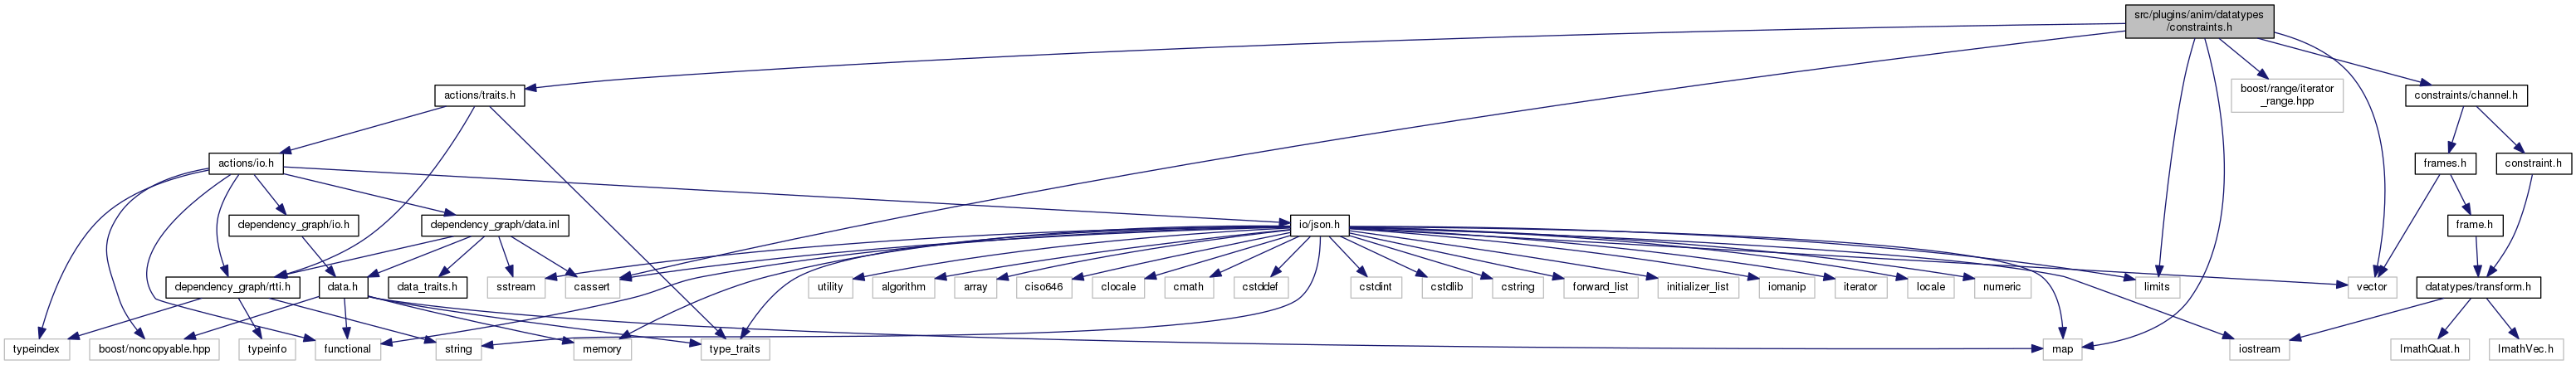 src/plugins/anim/datatypes
/constraints.h
actions/traits.h
boost/range/iterator
_range.hpp
constraints/channel.h
actions/io.h
frames.h
constraint.h
dependency_graph/io.h
dependency_graph/data.inl
io/json.h
frame.h
dependency_graph/rtti.h
data.h
data_traits.h
sstream
cassert
utility
algorithm
array
ciso646
clocale
cmath
cstddef
cstdint
cstdlib
cstring
forward_list
initializer_list
iomanip
iterator
locale
numeric
limits
vector
datatypes/transform.h
typeindex
boost/noncopyable.hpp
typeinfo
functional
string
memory
type_traits
map
iostream
ImathQuat.h
ImathVec.h